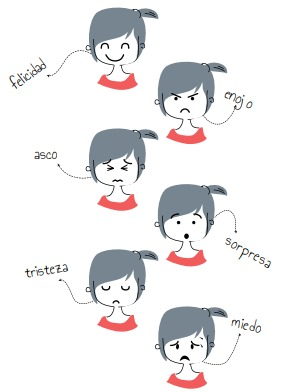 felicidad
enojo
asco
sorpresa
tristeza
miedo